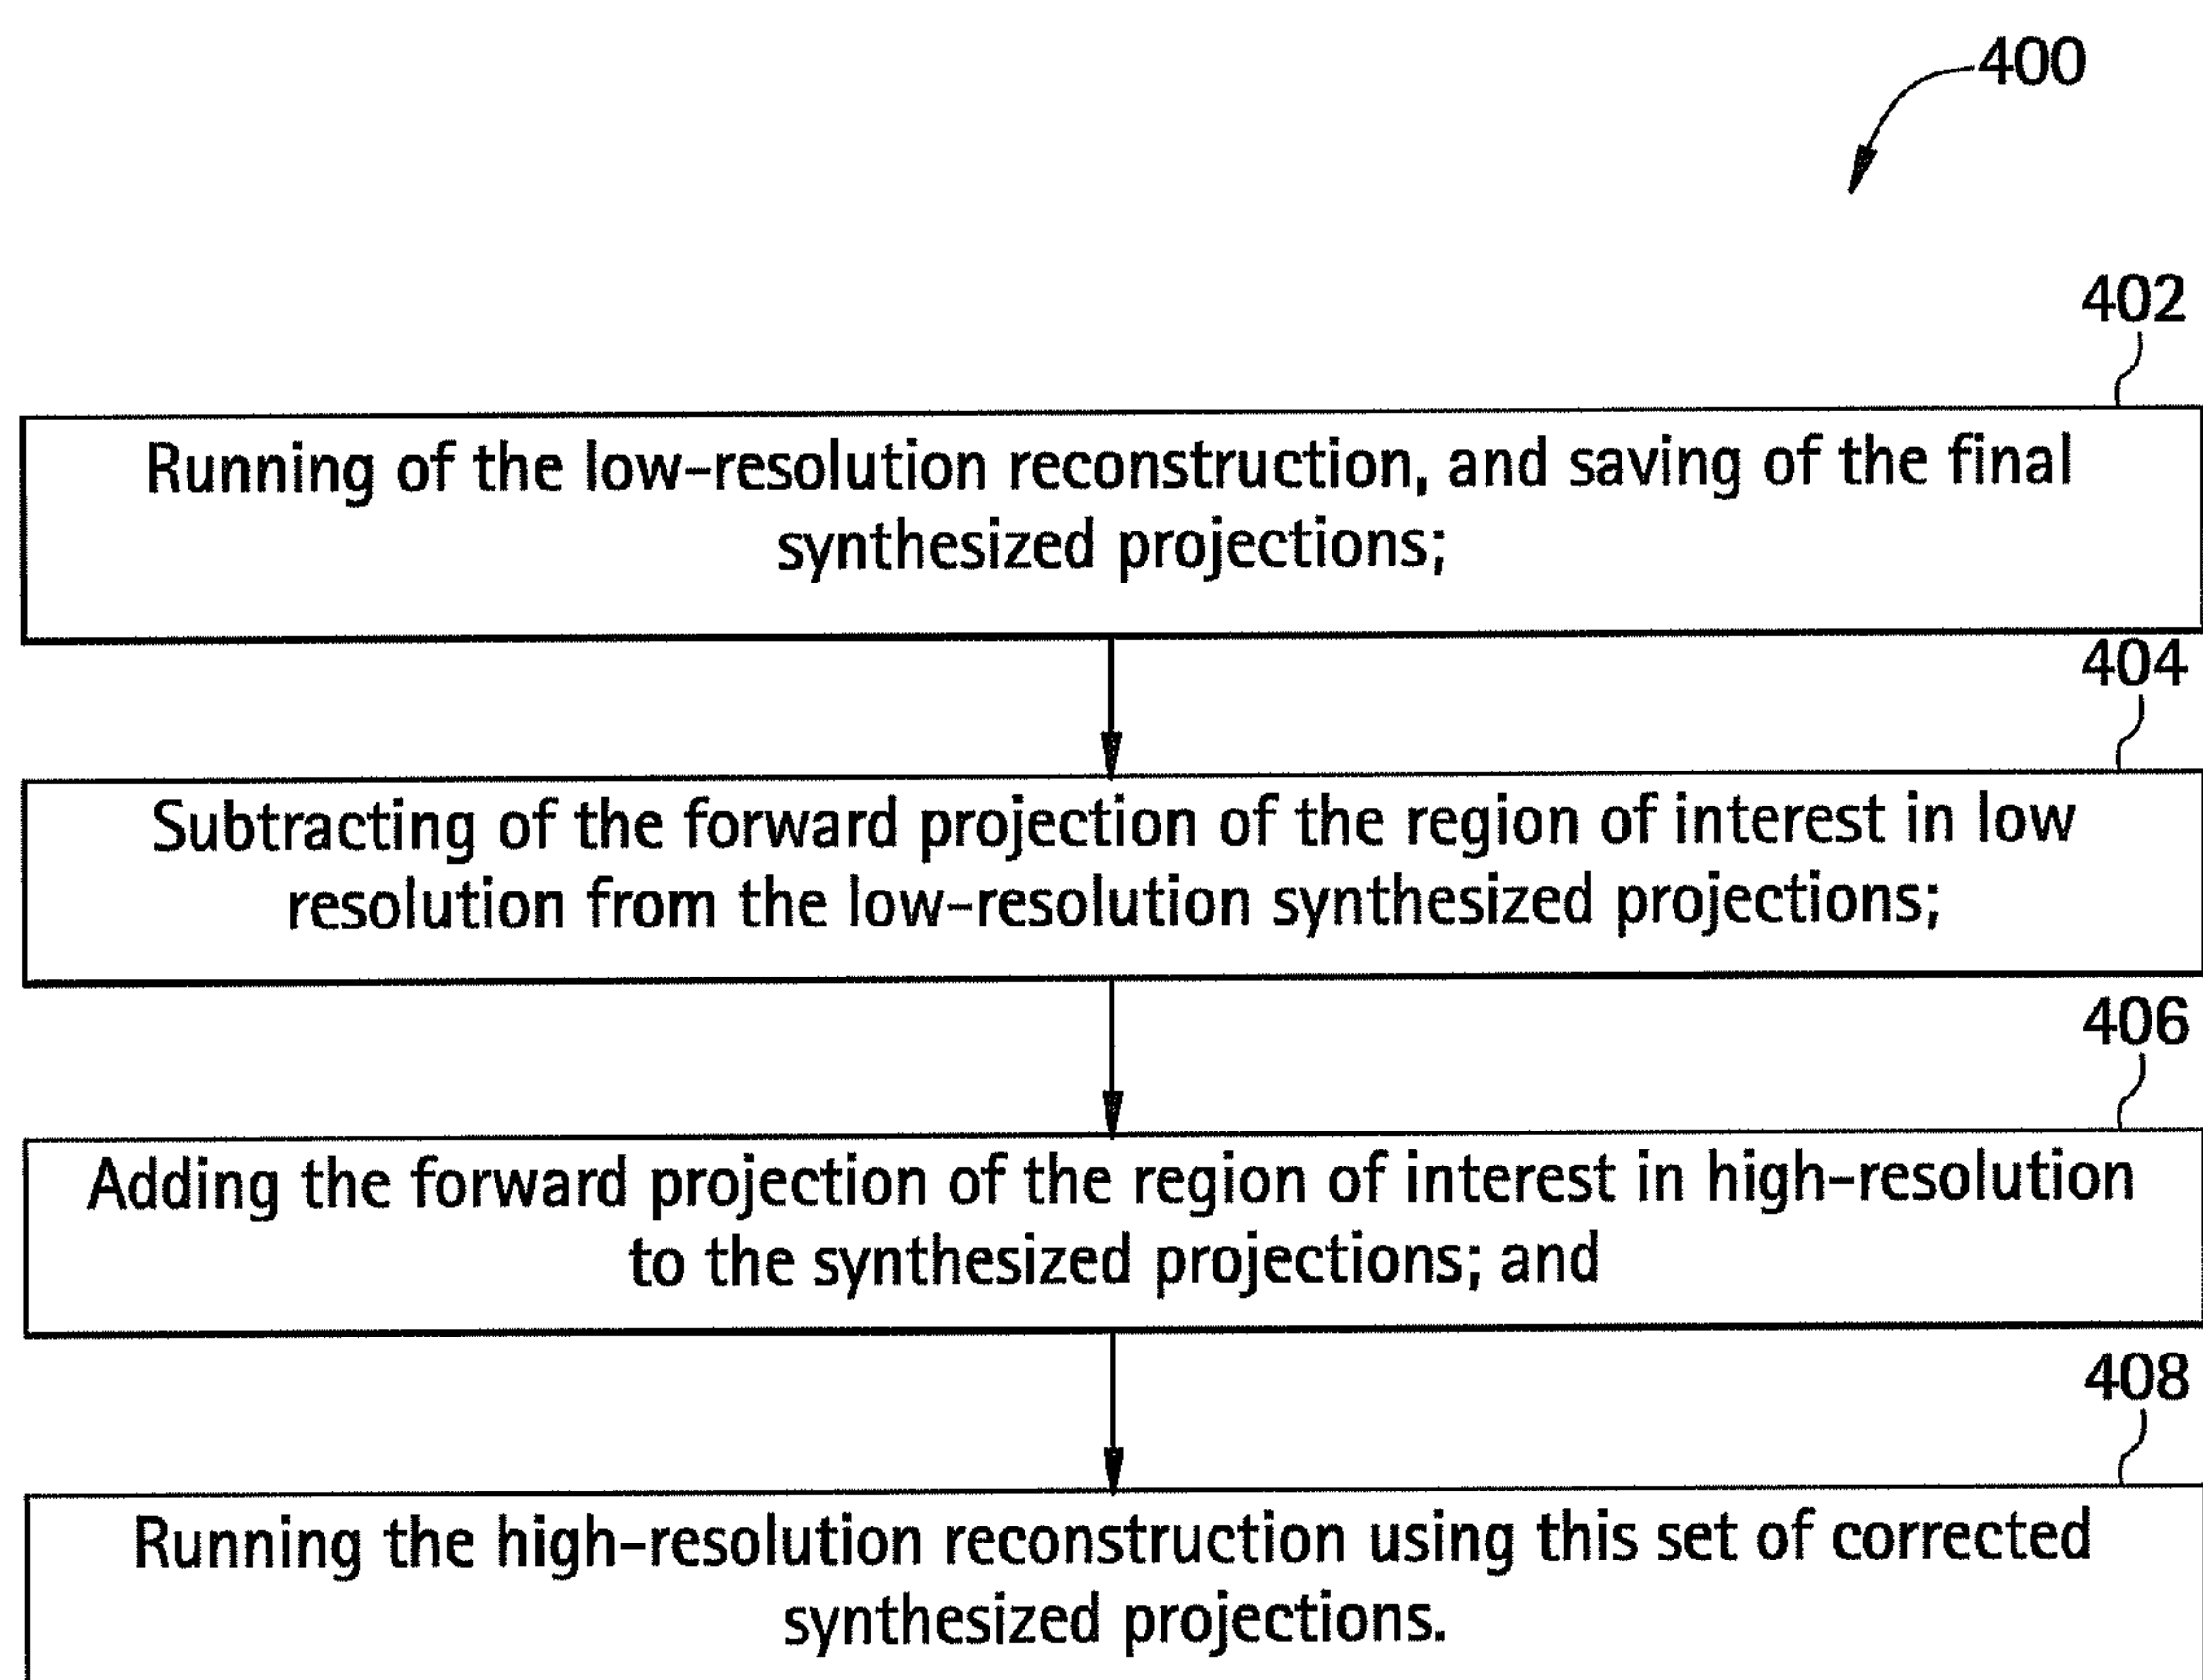 400
402
Running of the low-resolution reconstruction, and saving of the final
synthesized projections;
404
Subtracting of the forward projection of the region of interest in low
resolution from the low-resolution synthesized projections;
406
Adding the forward projection of the region of interest in high-resolution
to the synthesized projections; and
408
Running the high-resolution reconstruction using this set of corrected
synthesized projections.